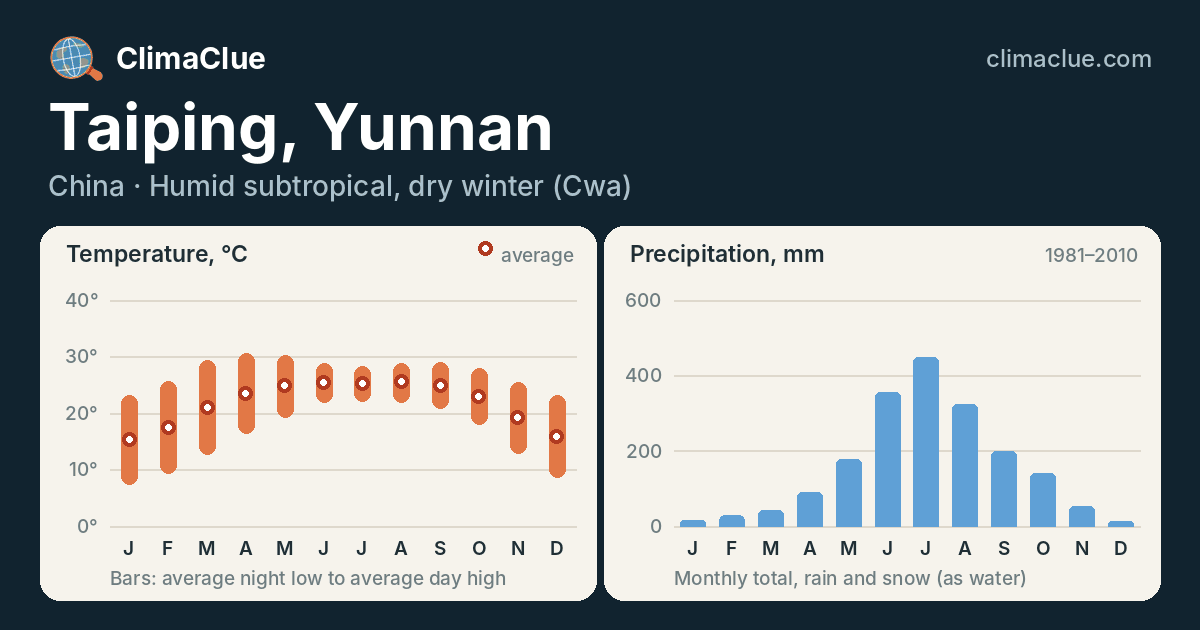 ClimaClue
climaclue.com
Taiping, Yunnan
China · Humid subtropical, dry winter (Cwa)
Temperature, °C
average
40°
30°
20°
10°
0°
J F M A M J J A S O N D
Bars: average night low to average day high
Precipitation, mm
1981–2010
600
400
200
0
J F M A M J J A S O N D
Monthly total, rain and snow (as water)